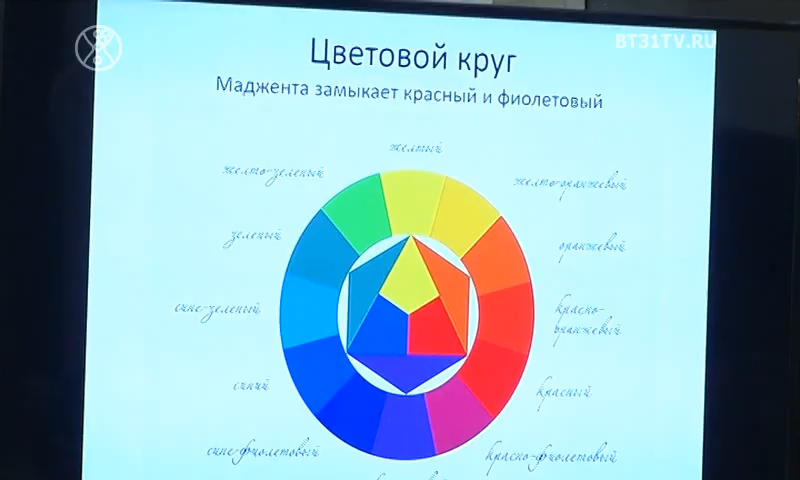 BT31TV.RU
Цветовой круг
Маджента замыкает красный и фиолетовый
желтый
желто-зеленый
желто-оранжевый
зеленый
оранжевый
сине-зеленый
красно-
оранжевый
синий
красный
сине-фиолетовый
красно-фиолетовый